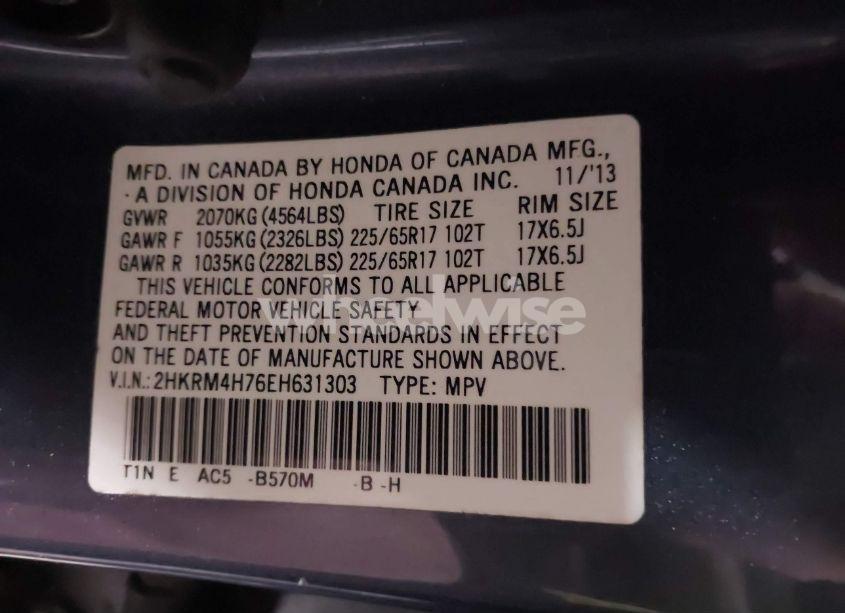 MFD. IN CANADA BY HONDA OF CANADA MFG.,
A DIVISION OF HONDA CANADA INC. 11/'13
GVWR 2070KG (4564LBS) TIRE SIZE RIM SIZE
GAWR F 1055KG (2326LBS) 225/65R17 102T 17X6.5J
GAWR R 1035KG (2282LBS) 225/65R17 102T 17X6.5J
THIS VEHICLE CONFORMS TO ALL APPLICABLE
FEDERAL MOTOR VEHICLE SAFETY
AND THEFT PREVENTION STANDARDS IN EFFECT
ON THE DATE OF MANUFACTURE SHOWN ABOVE.
V.I.N.: 2HKRM4H76EH631303 TYPE: MPV
T1N E AC5 -B570M -B -H
wheelwise